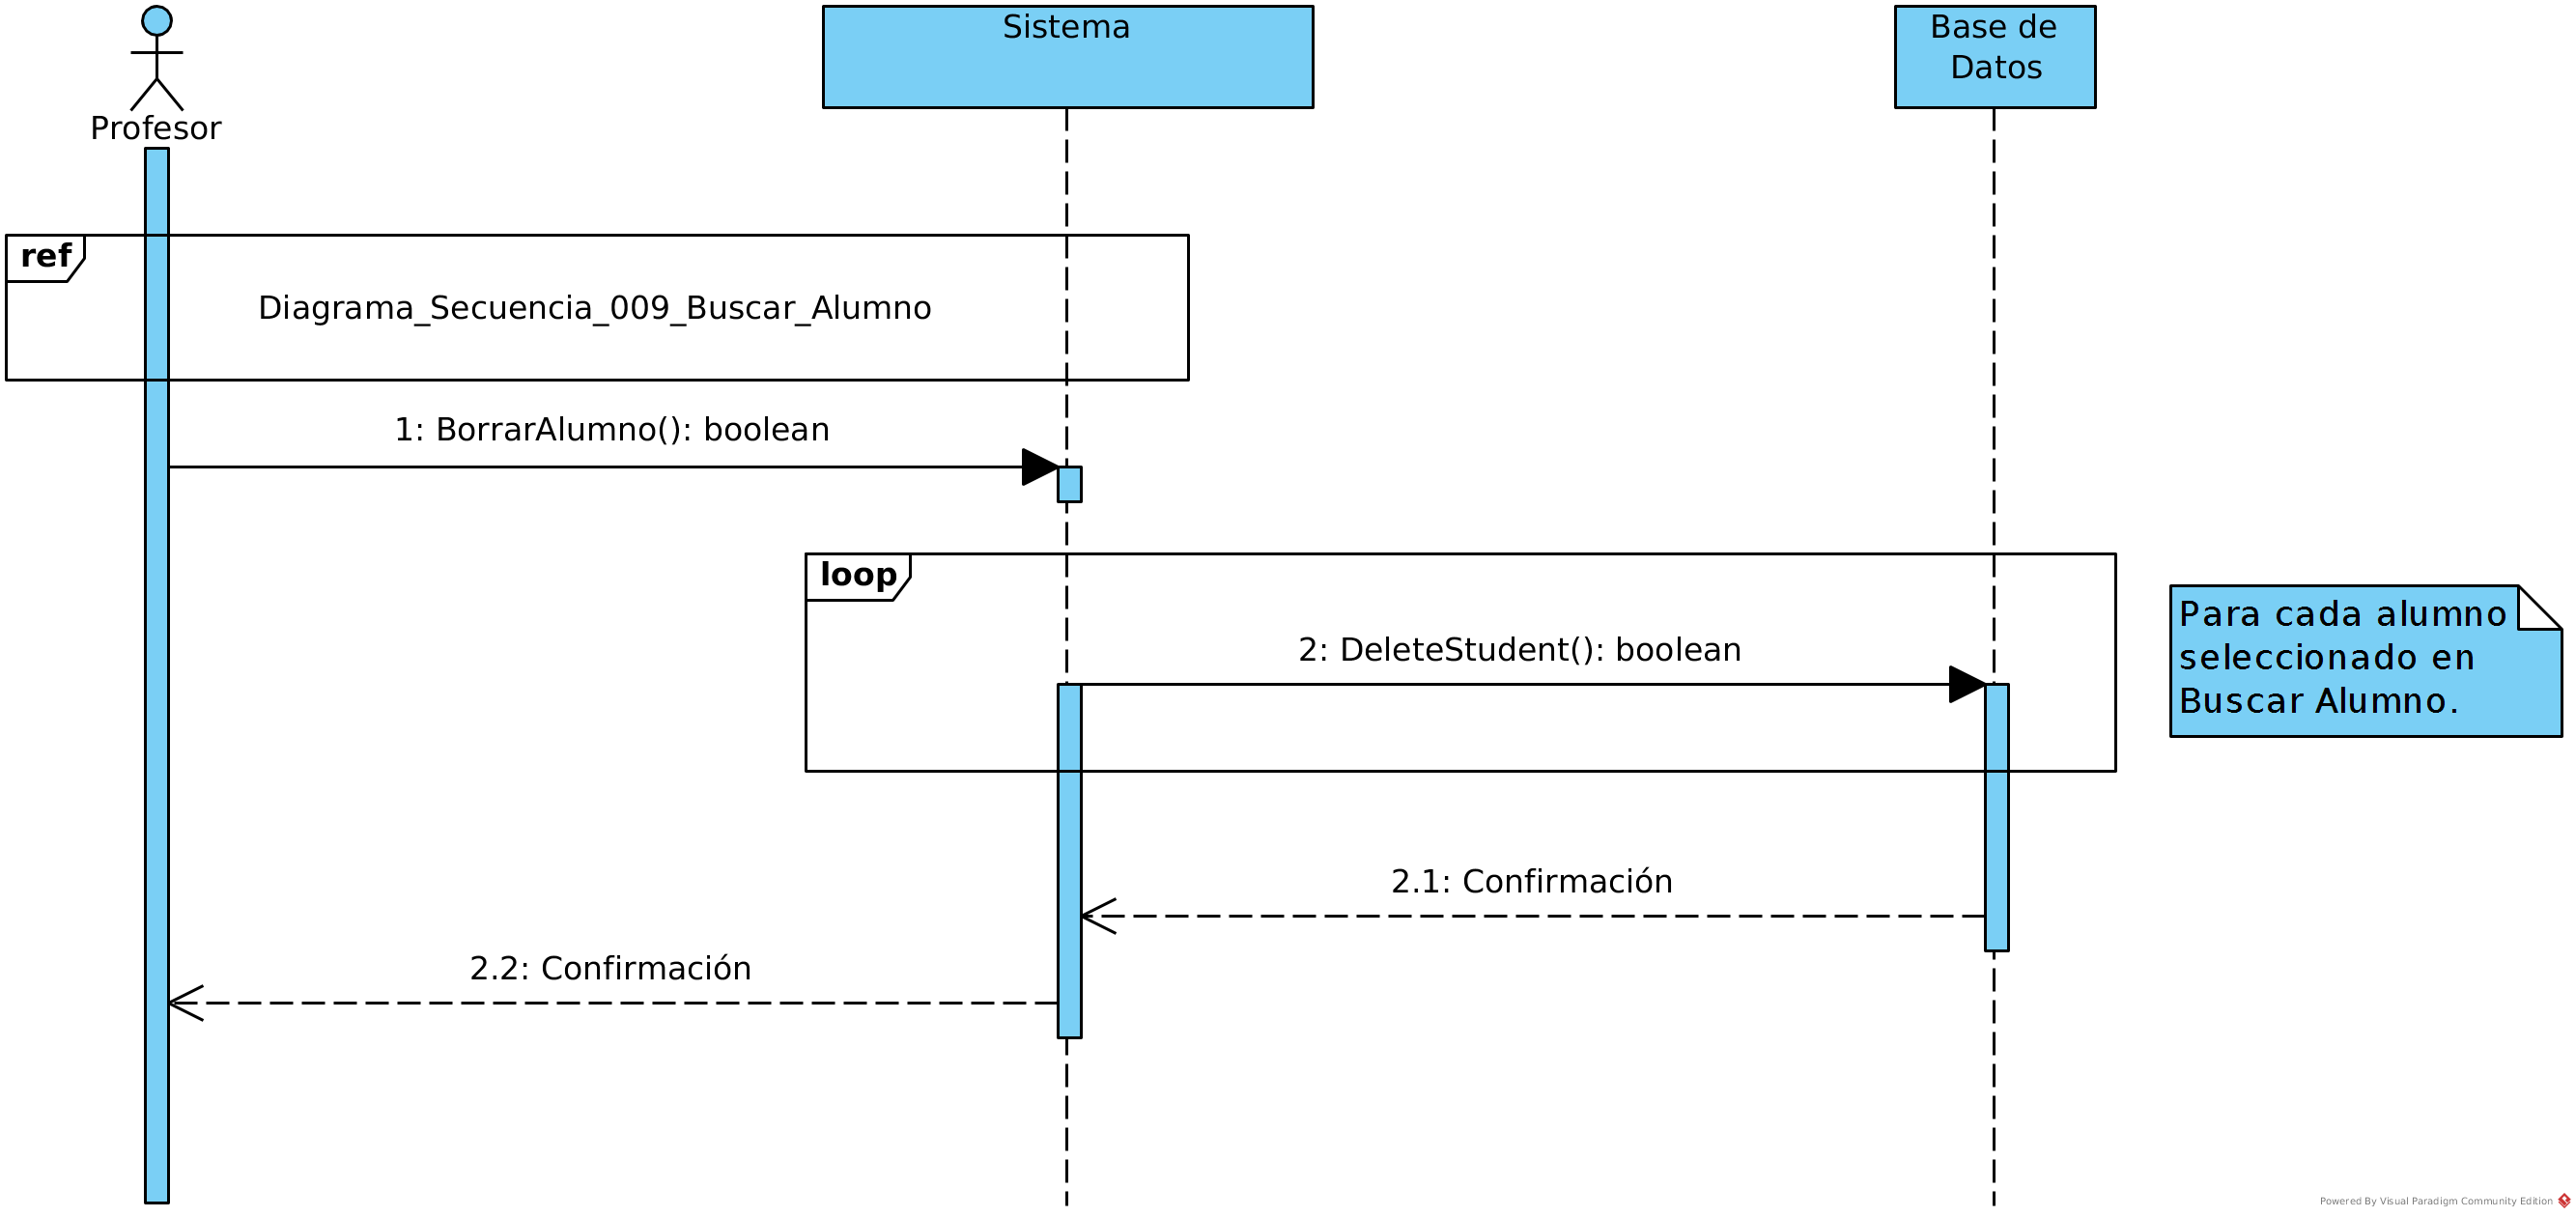 Profesor
Sistema
Base de
Datos
ref
Diagrama_Secuencia_009_Buscar_Alumno
1: BorrarAlumno(): boolean
loop
2: DeleteStudent(): boolean
Para cada alumno
seleccionado en
Buscar Alumno.
2.1: Confirmación
2.2: Confirmación
Powered By Visual Paradigm Community Edition